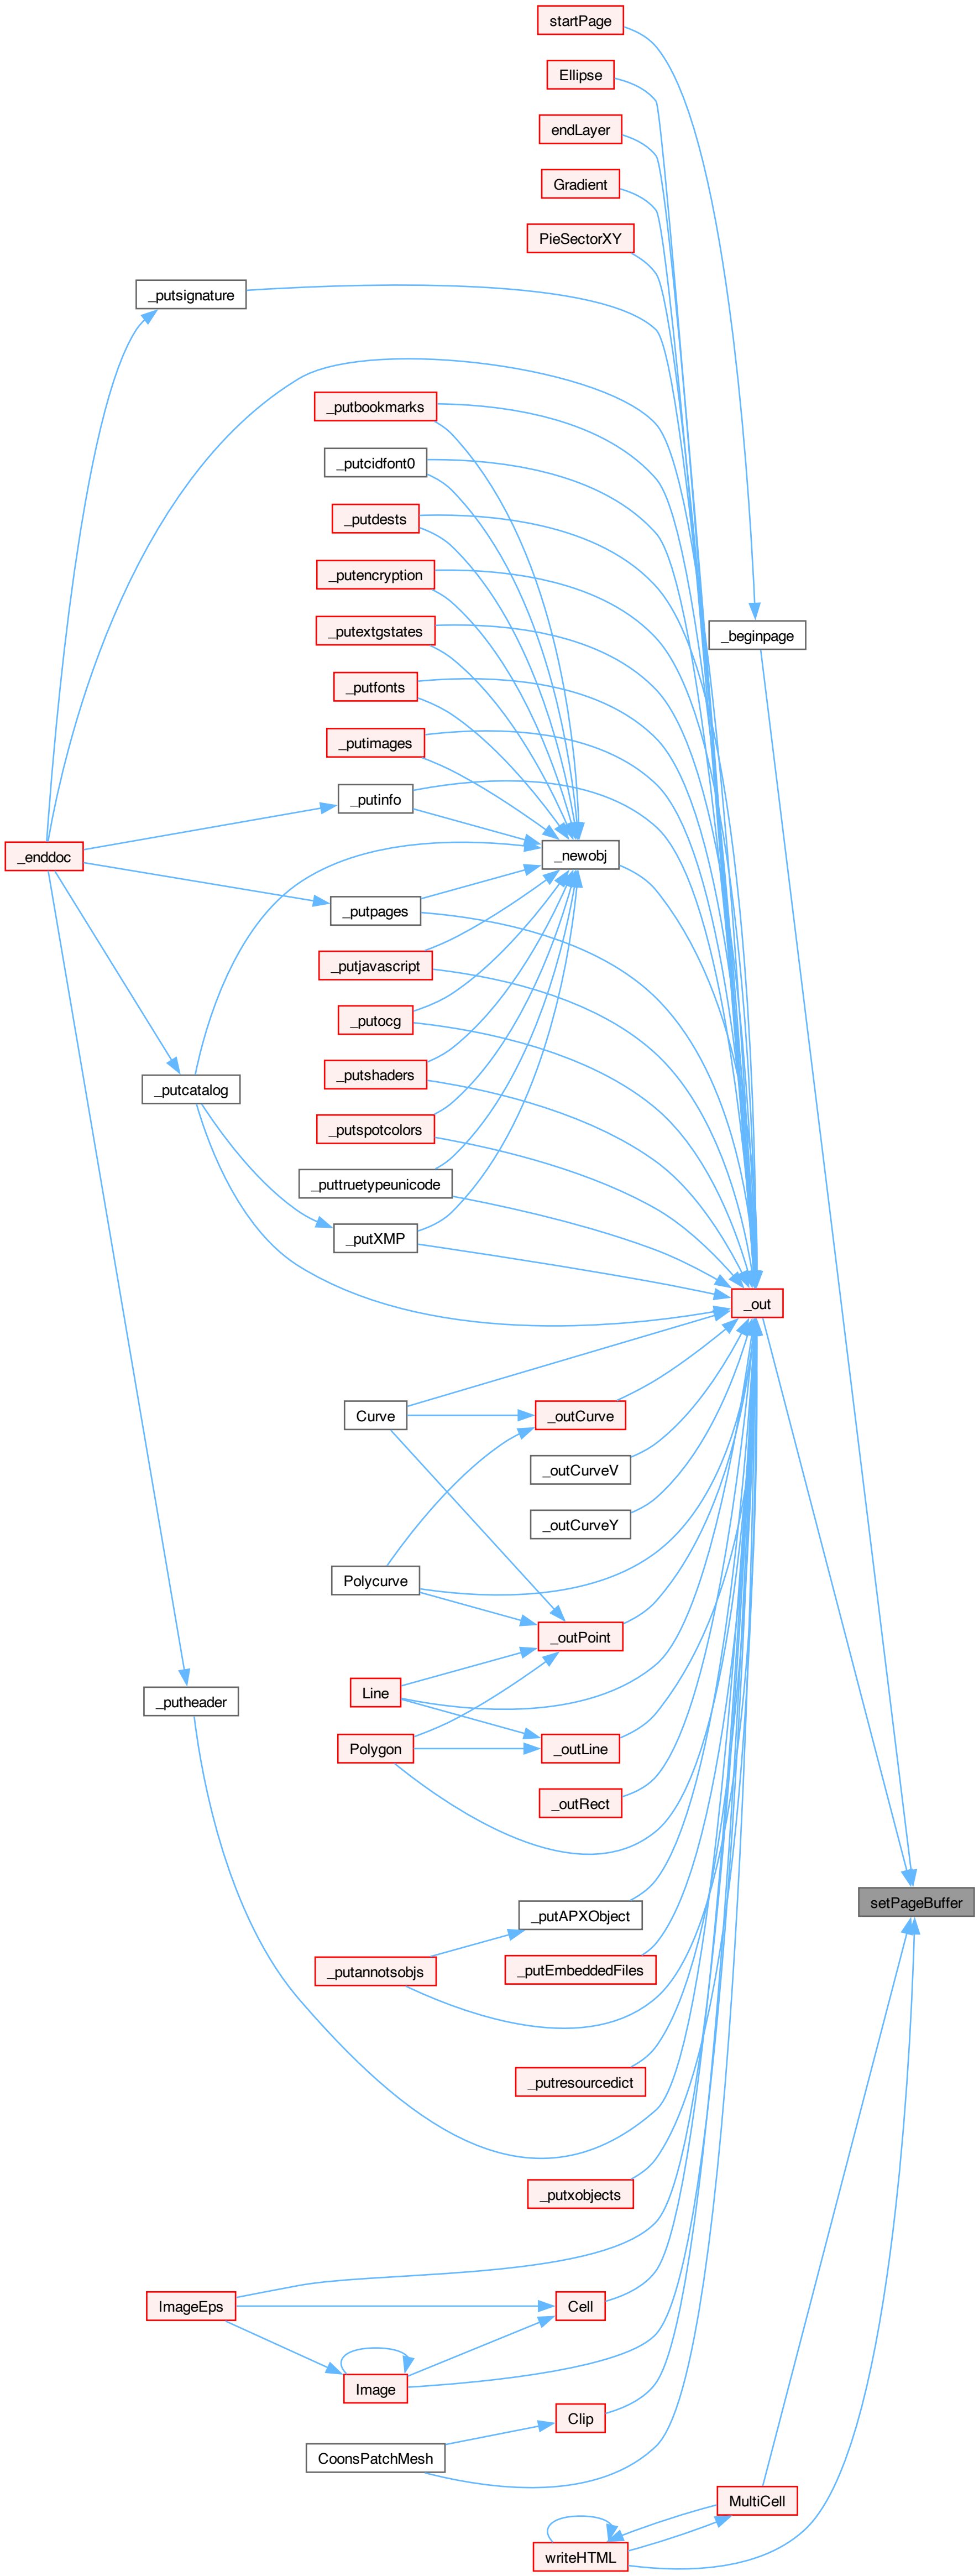 startPage
Ellipse
endLayer
Gradient
PieSectorXY
_putsignature
_putbookmarks
_putcidfont0
_putdests
_putencryption
_putextgstates
_beginpage
_putfonts
_putimages
_putinfo
_enddoc
_newobj
_putpages
_putjavascript
_putocg
_putshaders
_putcatalog
_putspotcolors
_puttruetypeunicode
_putXMP
_out
Curve
_outCurve
_outCurveV
_outCurveY
Polycurve
_outPoint
Line
_putheader
Polygon
_outLine
_outRect
setPageBuffer
_putAPXObject
_putannotsobjs
_putEmbeddedFiles
_putresourcedict
_putxobjects
ImageEps
Cell
Image
Clip
CoonsPatchMesh
MultiCell
writeHTML